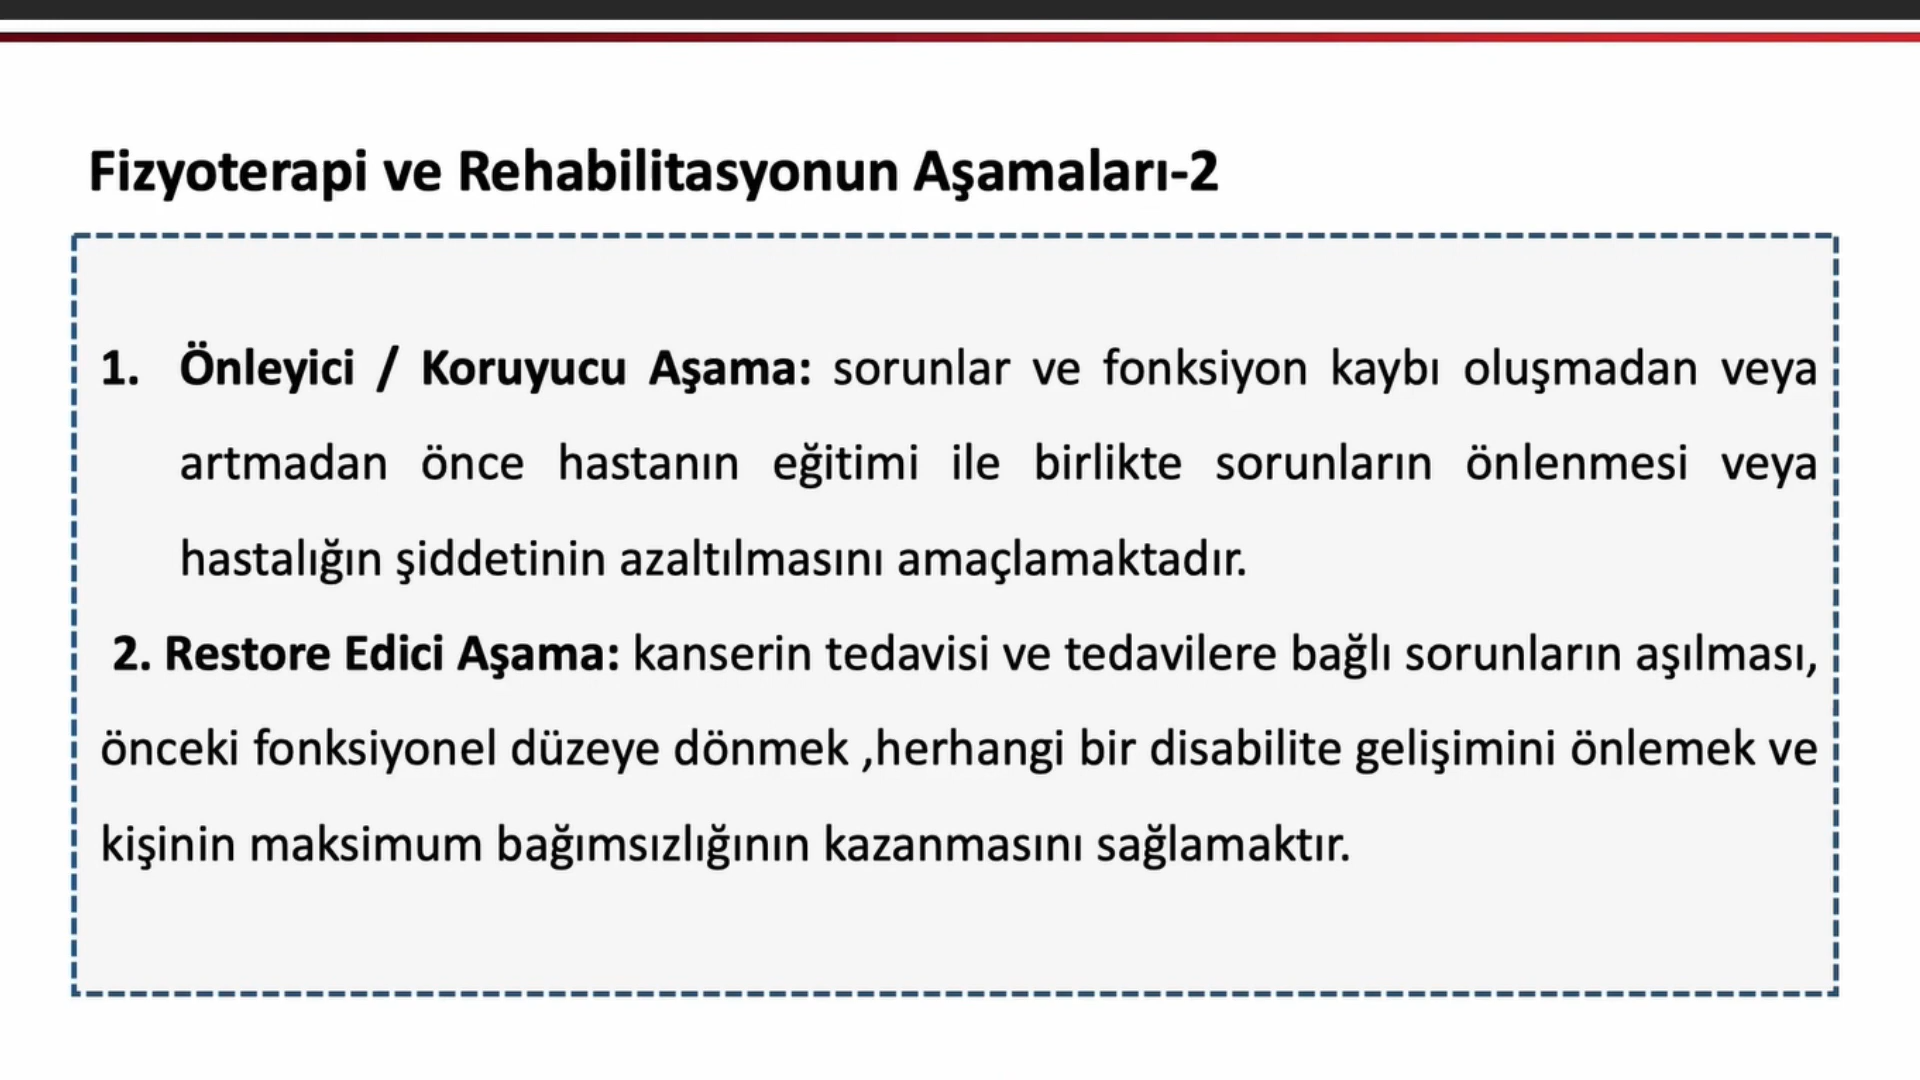 Fizyoterapi ve Rehabilitasyonun Aşamaları-2
1. Önleyici / Koruyucu Aşama: sorunlar ve fonksiyon kaybı oluşmadan veya
artmadan önce hastanın eğitimi ile birlikte sorunların önlenmesi veya
hastalığın şiddetinin azaltılmasını amaçlamaktadır.
2. Restore Edici Aşama: kanserin tedavisi ve tedavilere bağlı sorunların aşılması,
önceki fonksiyonel düzeye dönmek ,herhangi bir disabilite gelişimini önlemek ve
kişinin maksimum bağımsızlığının kazanmasını sağlamaktır.